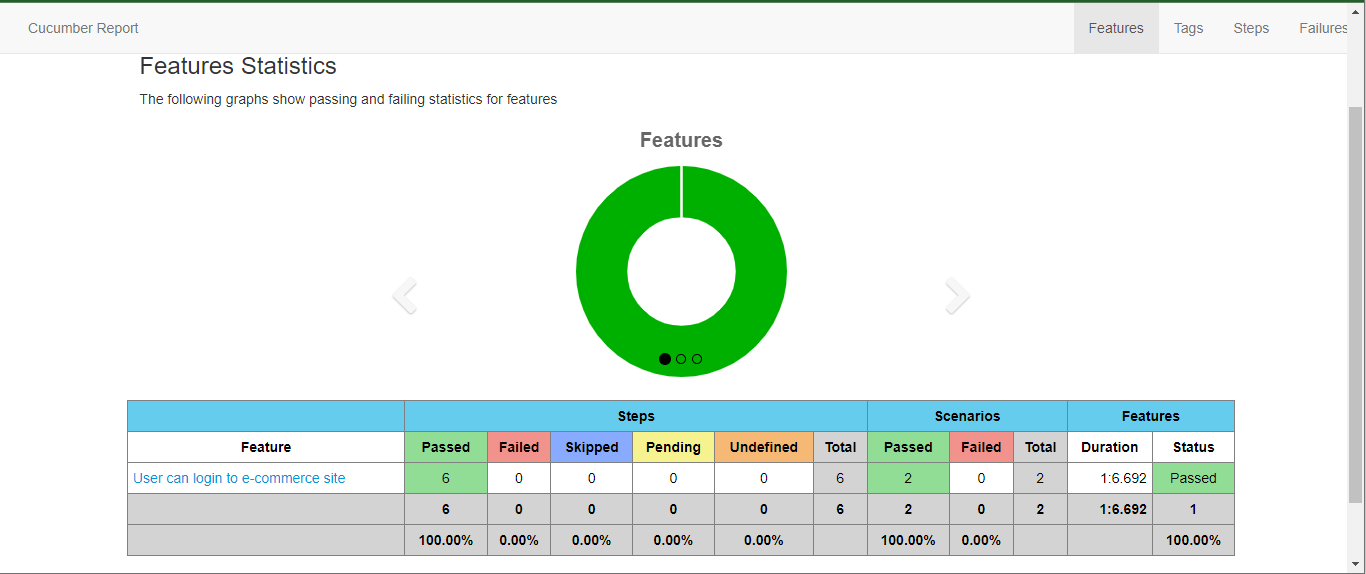 Cucumber Report Features Tags Steps Failures
Features Statistics
The following graphs show passing and failing statistics for features
Features
Steps Scenarios Features
Feature Passed Failed Skipped Pending Undefined Total Passed Failed Total Duration Status
User can login to e-commerce site 6 0 0 0 0 6 2 0 2 1:6.692 Passed
6 0 0 0 0 6 2 0 2 1:6.692 1
100.00% 0.00% 0.00% 0.00% 0.00% 100.00% 0.00% 100.00%